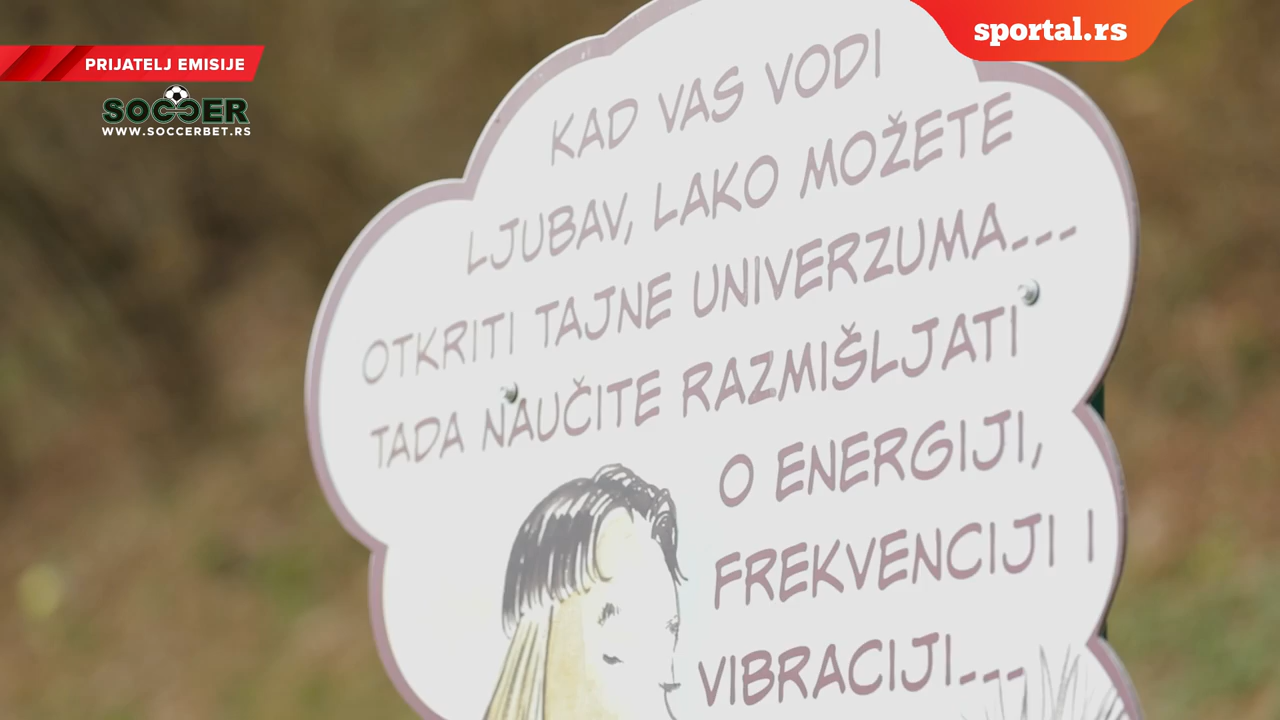 sportal.rs
PRIJATELJ EMISIJE
SOCCER
WWW.SOCCERBET.RS
KAD VAS VODI
LJUBAV, LAKO MOŽETE
OTKRITI TAJNE UNIVERZUMA---
TADA NAUČITE RAZMIŠLJATI
O ENERGIJI,
FREKVENCIJI I
VIBRACIJI---